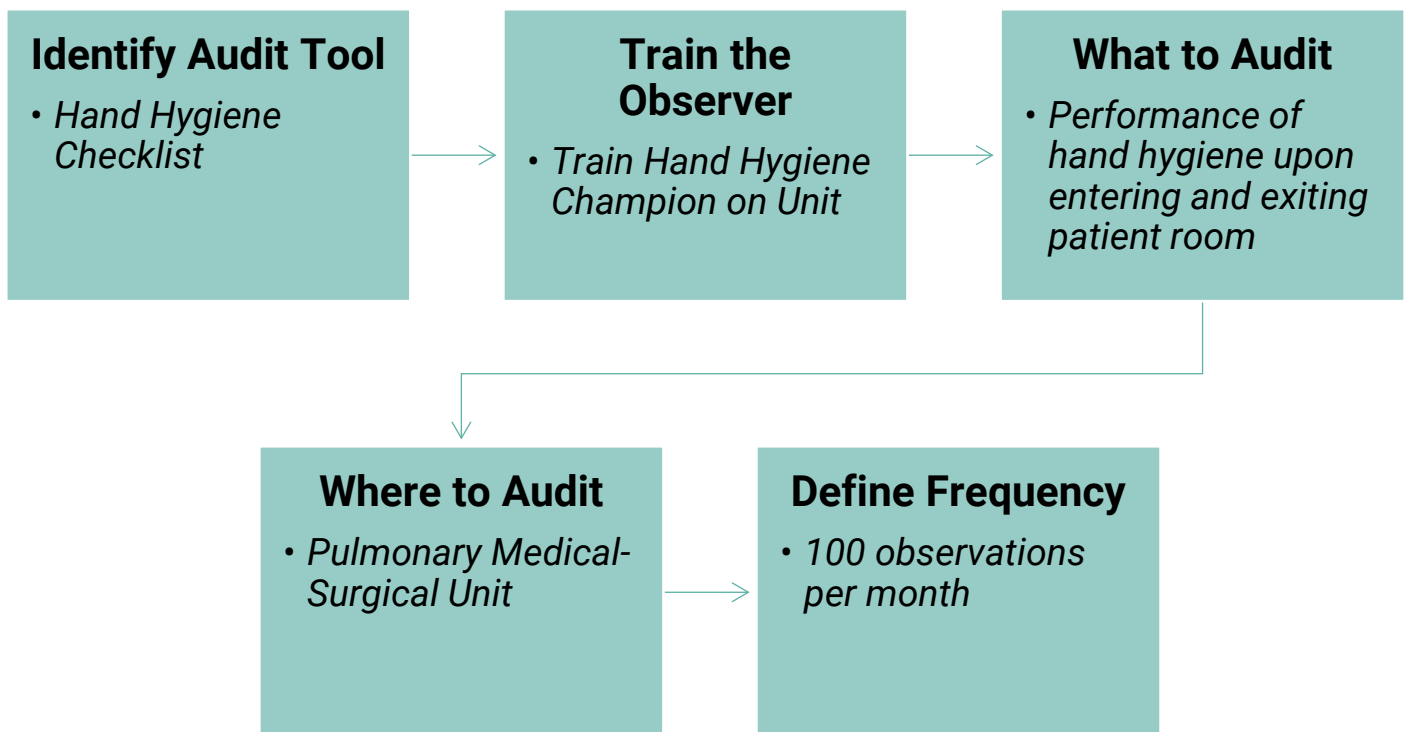 Identify Audit Tool
• Hand Hygiene
Checklist
Train the
Observer
• Train Hand Hygiene
Champion on Unit
What to Audit
• Performance of
hand hygiene upon
entering and exiting
patient room
Where to Audit
• Pulmonary Medical-
Surgical Unit
Define Frequency
• 100 observations
per month